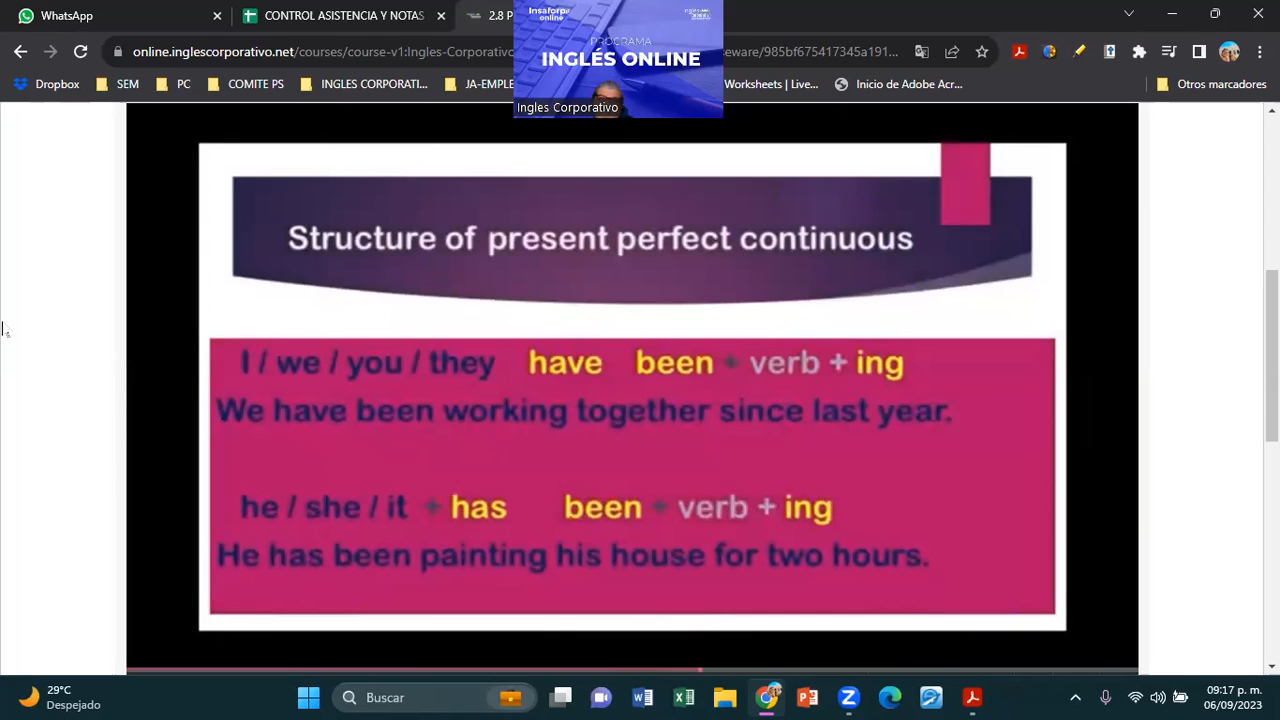 WhatsApp
CONTROL ASISTENCIA Y NOTAS
2.8 P
online.inglescorporativo.net/cours
e-v1:Ingles-Corporativ
seware/985bf675417345a191...
Insaforp
online
PROGRAMA
INGLÉS ONLINE
Ingles Corporativo
Dropbox
SEM
PC
COMITE PS
INGLES CORPORATI...
JA-EMPLE
Worksheets | Live...
Inicio de Adobe Acr...
Otros marcadores
Structure of present perfect continuous
I / we / you / they have been + verb + ing
We have been working together since last year.
he / she / it + has been + verb + ing
He has been painting his house for two hours.
29°C
Despejado
Buscar
09:17 p. m.
06/09/2023